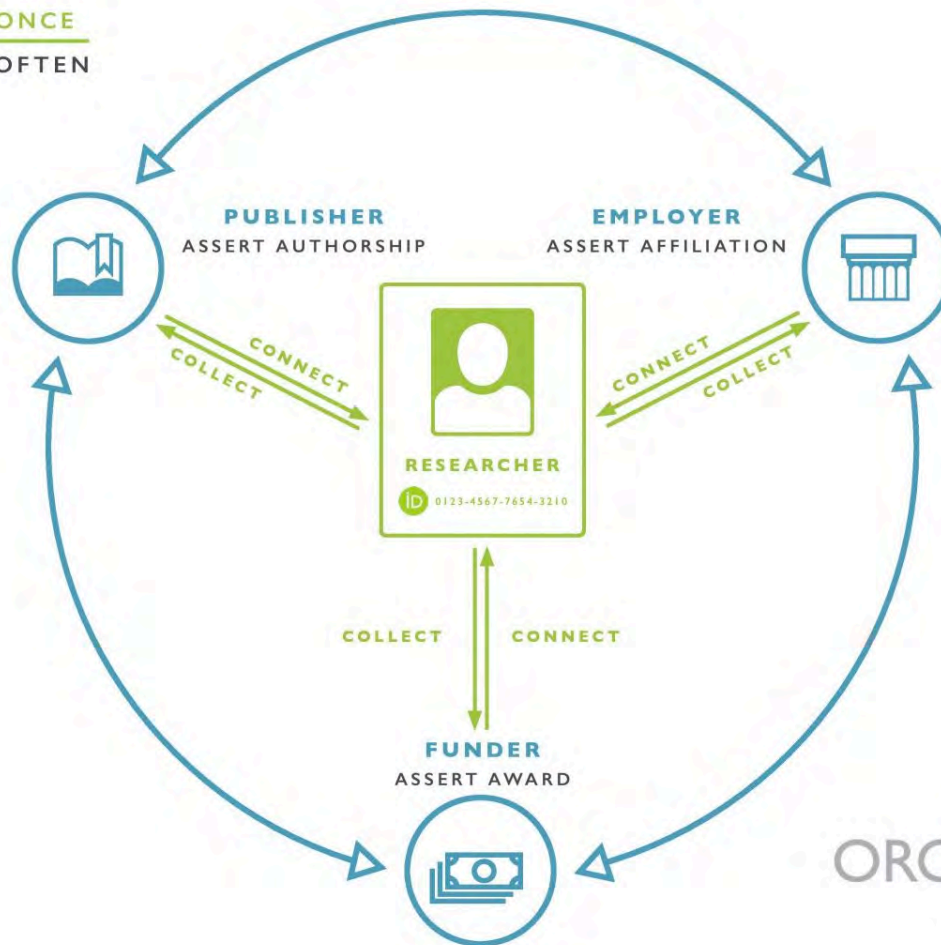 ONCE
OFTEN
PUBLISHER
ASSERT AUTHORSHIP
EMPLOYER
ASSERT AFFILIATION
CONNECT
COLLECT
CONNECT
COLLECT
RESEARCHER
iD 0123-4567-7654-3210
COLLECT
CONNECT
FUNDER
ASSERT AWARD
ORC